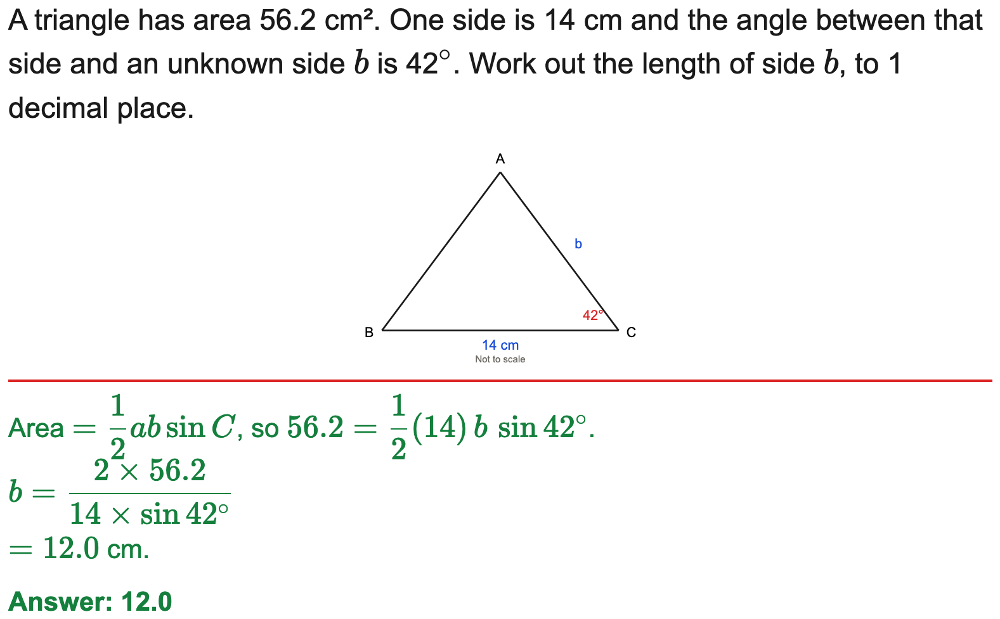 A triangle has area 56.2 cm². One side is 14 cm and the angle between that
side and an unknown side b is 42°. Work out the length of side b, to 1
decimal place.
A
b
42°
B
C
14 cm
Not to scale
Area = 1/2 ab sin C, so 56.2 = 1/2 (14) b sin 42°.
b = (2 × 56.2)/(14 × sin 42°)
= 12.0 cm.
Answer: 12.0